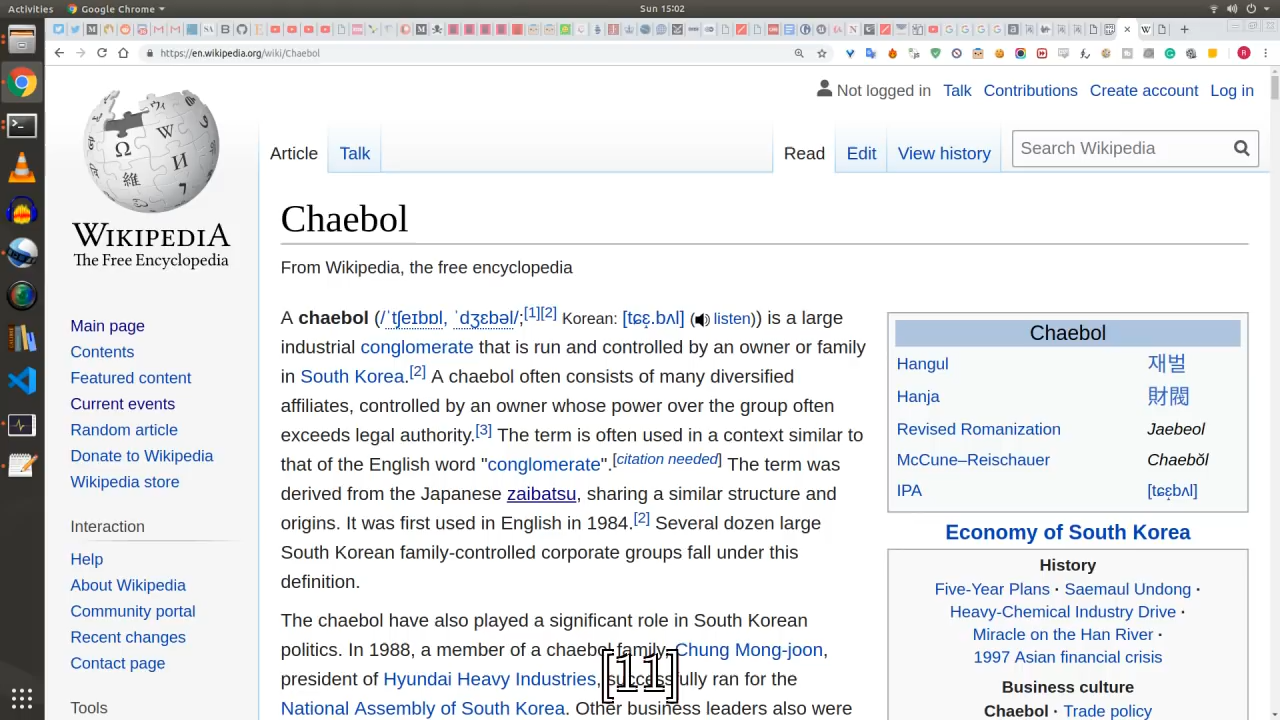 Activities
Google Chrome
Sun 15:02
https://en.wikipedia.org/wiki/Chaebol
R
WIKIPEDIA
The Free Encyclopedia
Not logged in Talk Contributions Create account Log in
Article Talk
Read Edit View history
Search Wikipedia
Main page
Contents
Featured content
Current events
Random article
Donate to Wikipedia
Wikipedia store
Interaction
Help
About Wikipedia
Community portal
Recent changes
Contact page
Tools
Chaebol
From Wikipedia, the free encyclopedia
A chaebol (/ˈtʃeɪbɒl, ˈdʒɛbəl/;[1][2] Korean: [tɕɛ̝.bʌl] (listen)) is a large
industrial conglomerate that is run and controlled by an owner or family
in South Korea.[2] A chaebol often consists of many diversified
affiliates, controlled by an owner whose power over the group often
exceeds legal authority.[3] The term is often used in a context similar to
that of the English word "conglomerate".[citation needed] The term was
derived from the Japanese zaibatsu, sharing a similar structure and
origins. It was first used in English in 1984.[2] Several dozen large
South Korean family-controlled corporate groups fall under this
definition.
The chaebol have also played a significant role in South Korean
politics. In 1988, a member of a chaebol family, Chung Mong-joon,
president of Hyundai Heavy Industries, successfully ran for the
National Assembly of South Korea. Other business leaders also were
[11]
Chaebol
Hangul 재벌
Hanja 財閥
Revised Romanization Jaebeol
McCune–Reischauer Chaebŏl
IPA [tɕɛ̝bʌl]
Economy of South Korea
History
Five-Year Plans · Saemaul Undong ·
Heavy-Chemical Industry Drive ·
Miracle on the Han River ·
1997 Asian financial crisis
Business culture
Chaebol · Trade policy